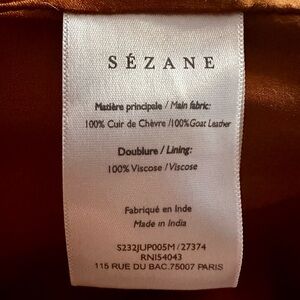 SÉZANE
Matière principale / Main fabric:
100% Cuir de Chèvre /100%Goat Leather
Doublure / Lining:
100% Viscose / Viscose
Fabriqué en Inde
Made in India
S232JUP005M/27374
RNI54043
115 RUE DU BAC.75007 PARIS